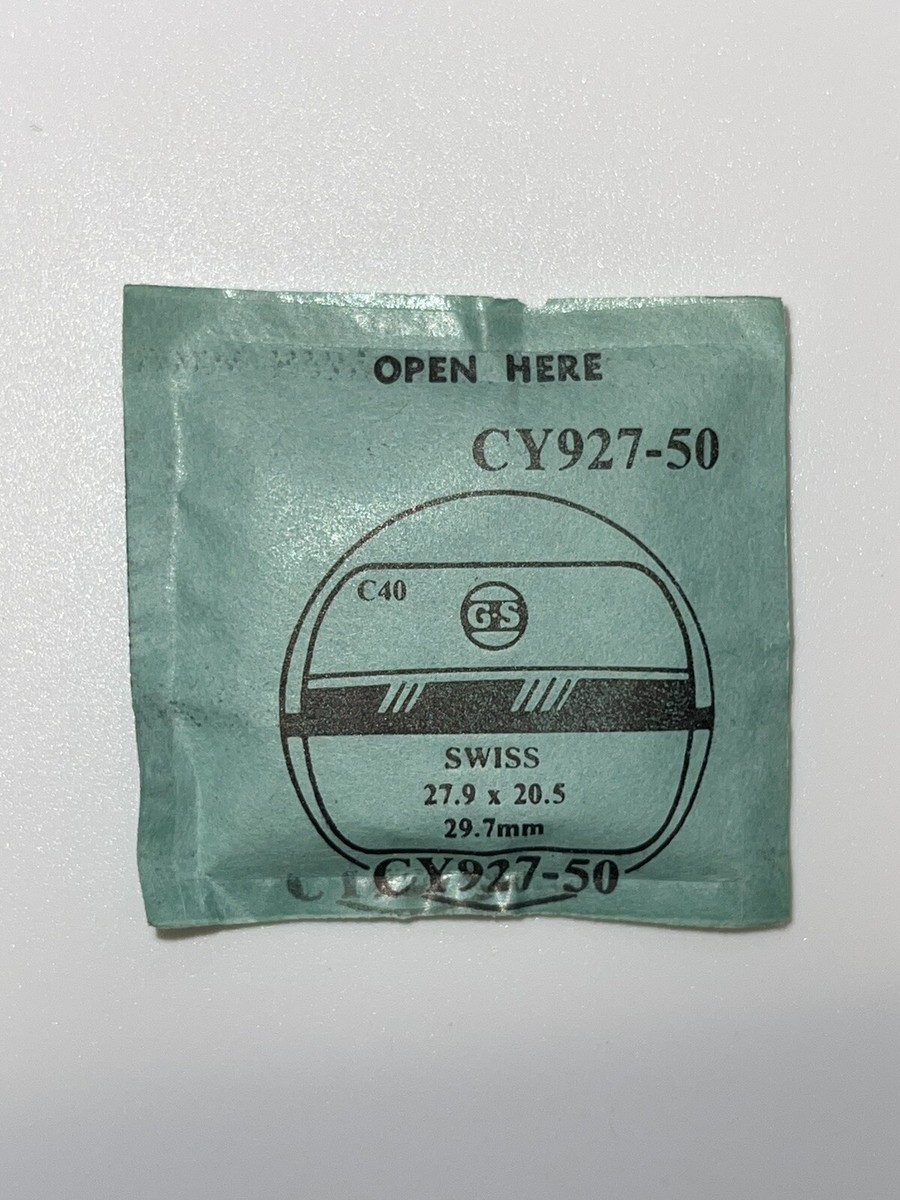 OPEN HERE
CY927-50
C40
G·S
SWISS
27.9 x 20.5
29.7mm
CY927-50